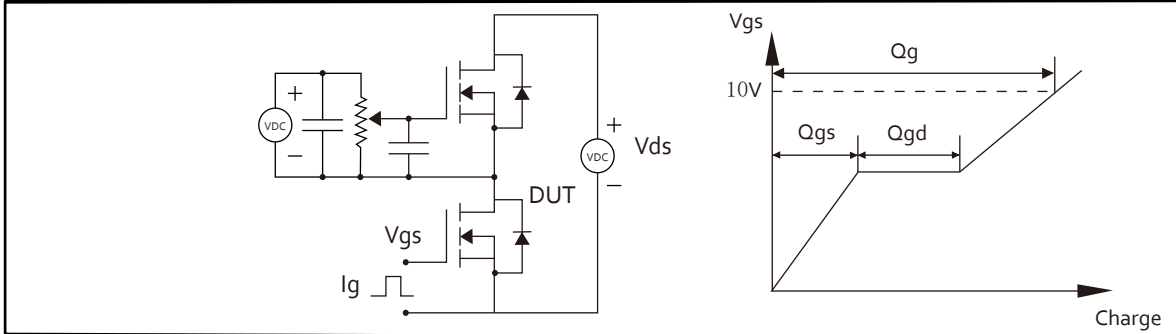 +
VDC
−
+
VDC
−
Vds
DUT
Vgs
Ig
Vgs
Qg
10V
Qgs
Qgd
Charge